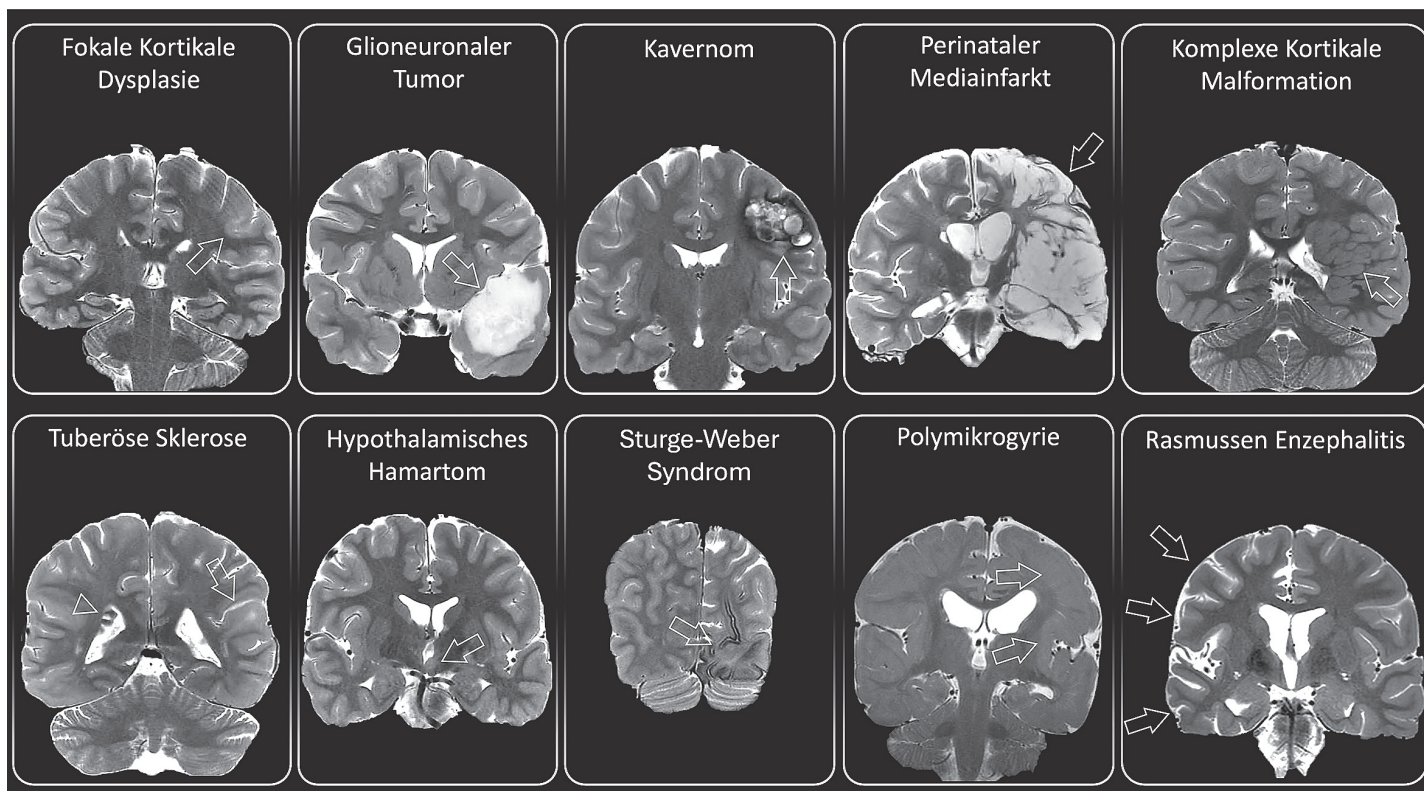 Fokale Kortikale
Dysplasie
Glioneuronaler
Tumor
Kavernom
Perinataler
Mediainfarkt
Komplexe Kortikale
Malformation
Tuberöse Sklerose
Hypothalamisches
Hamartom
Sturge-Weber
Syndrom
Polymikrogyrie
Rasmussen Enzephalitis